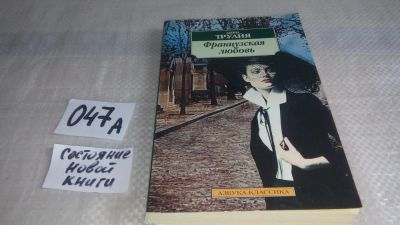 047А
Состояние
Новой
Книги
ТРУАЙЯ
Французская
любовь
АЗБУКА-КЛАССИКА